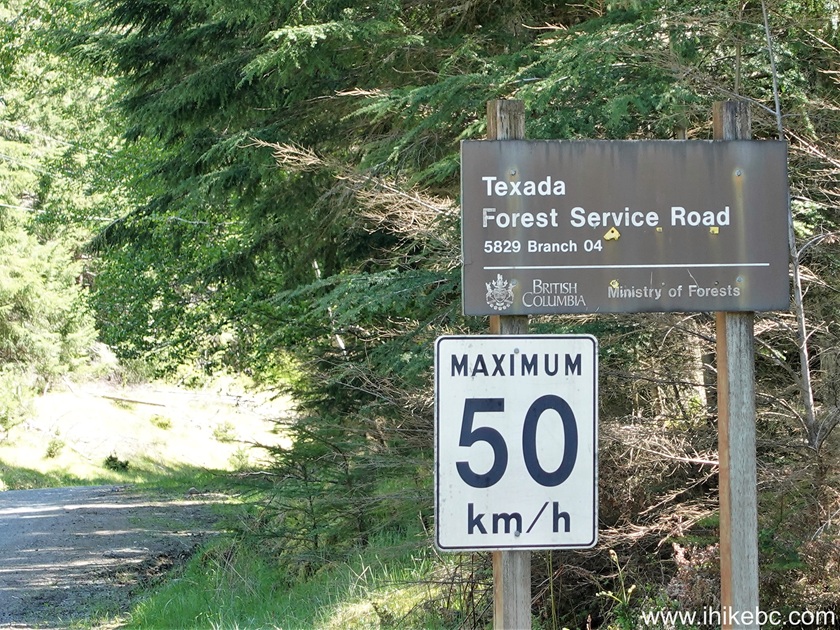 Texada
Forest Service Road
5829 Branch 04
BRITISH
COLUMBIA
Ministry of Forests
MAXIMUM
50
km/h
www.ihikebc.com